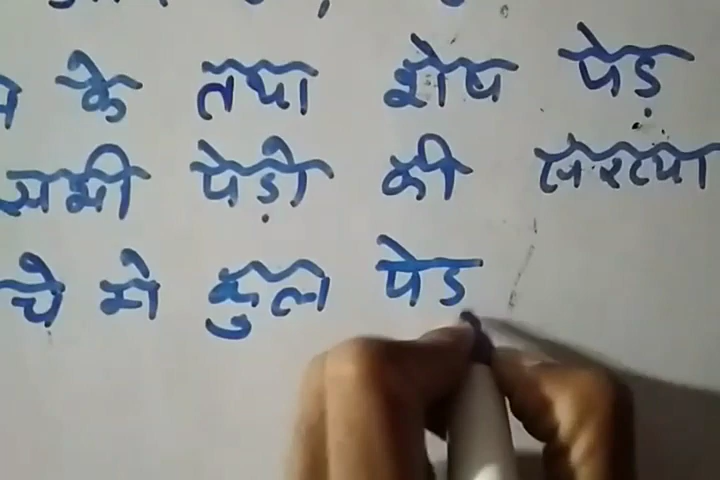 के तथा शेष पेड़
सभी पेड़ो की
चे मे कुल पेड